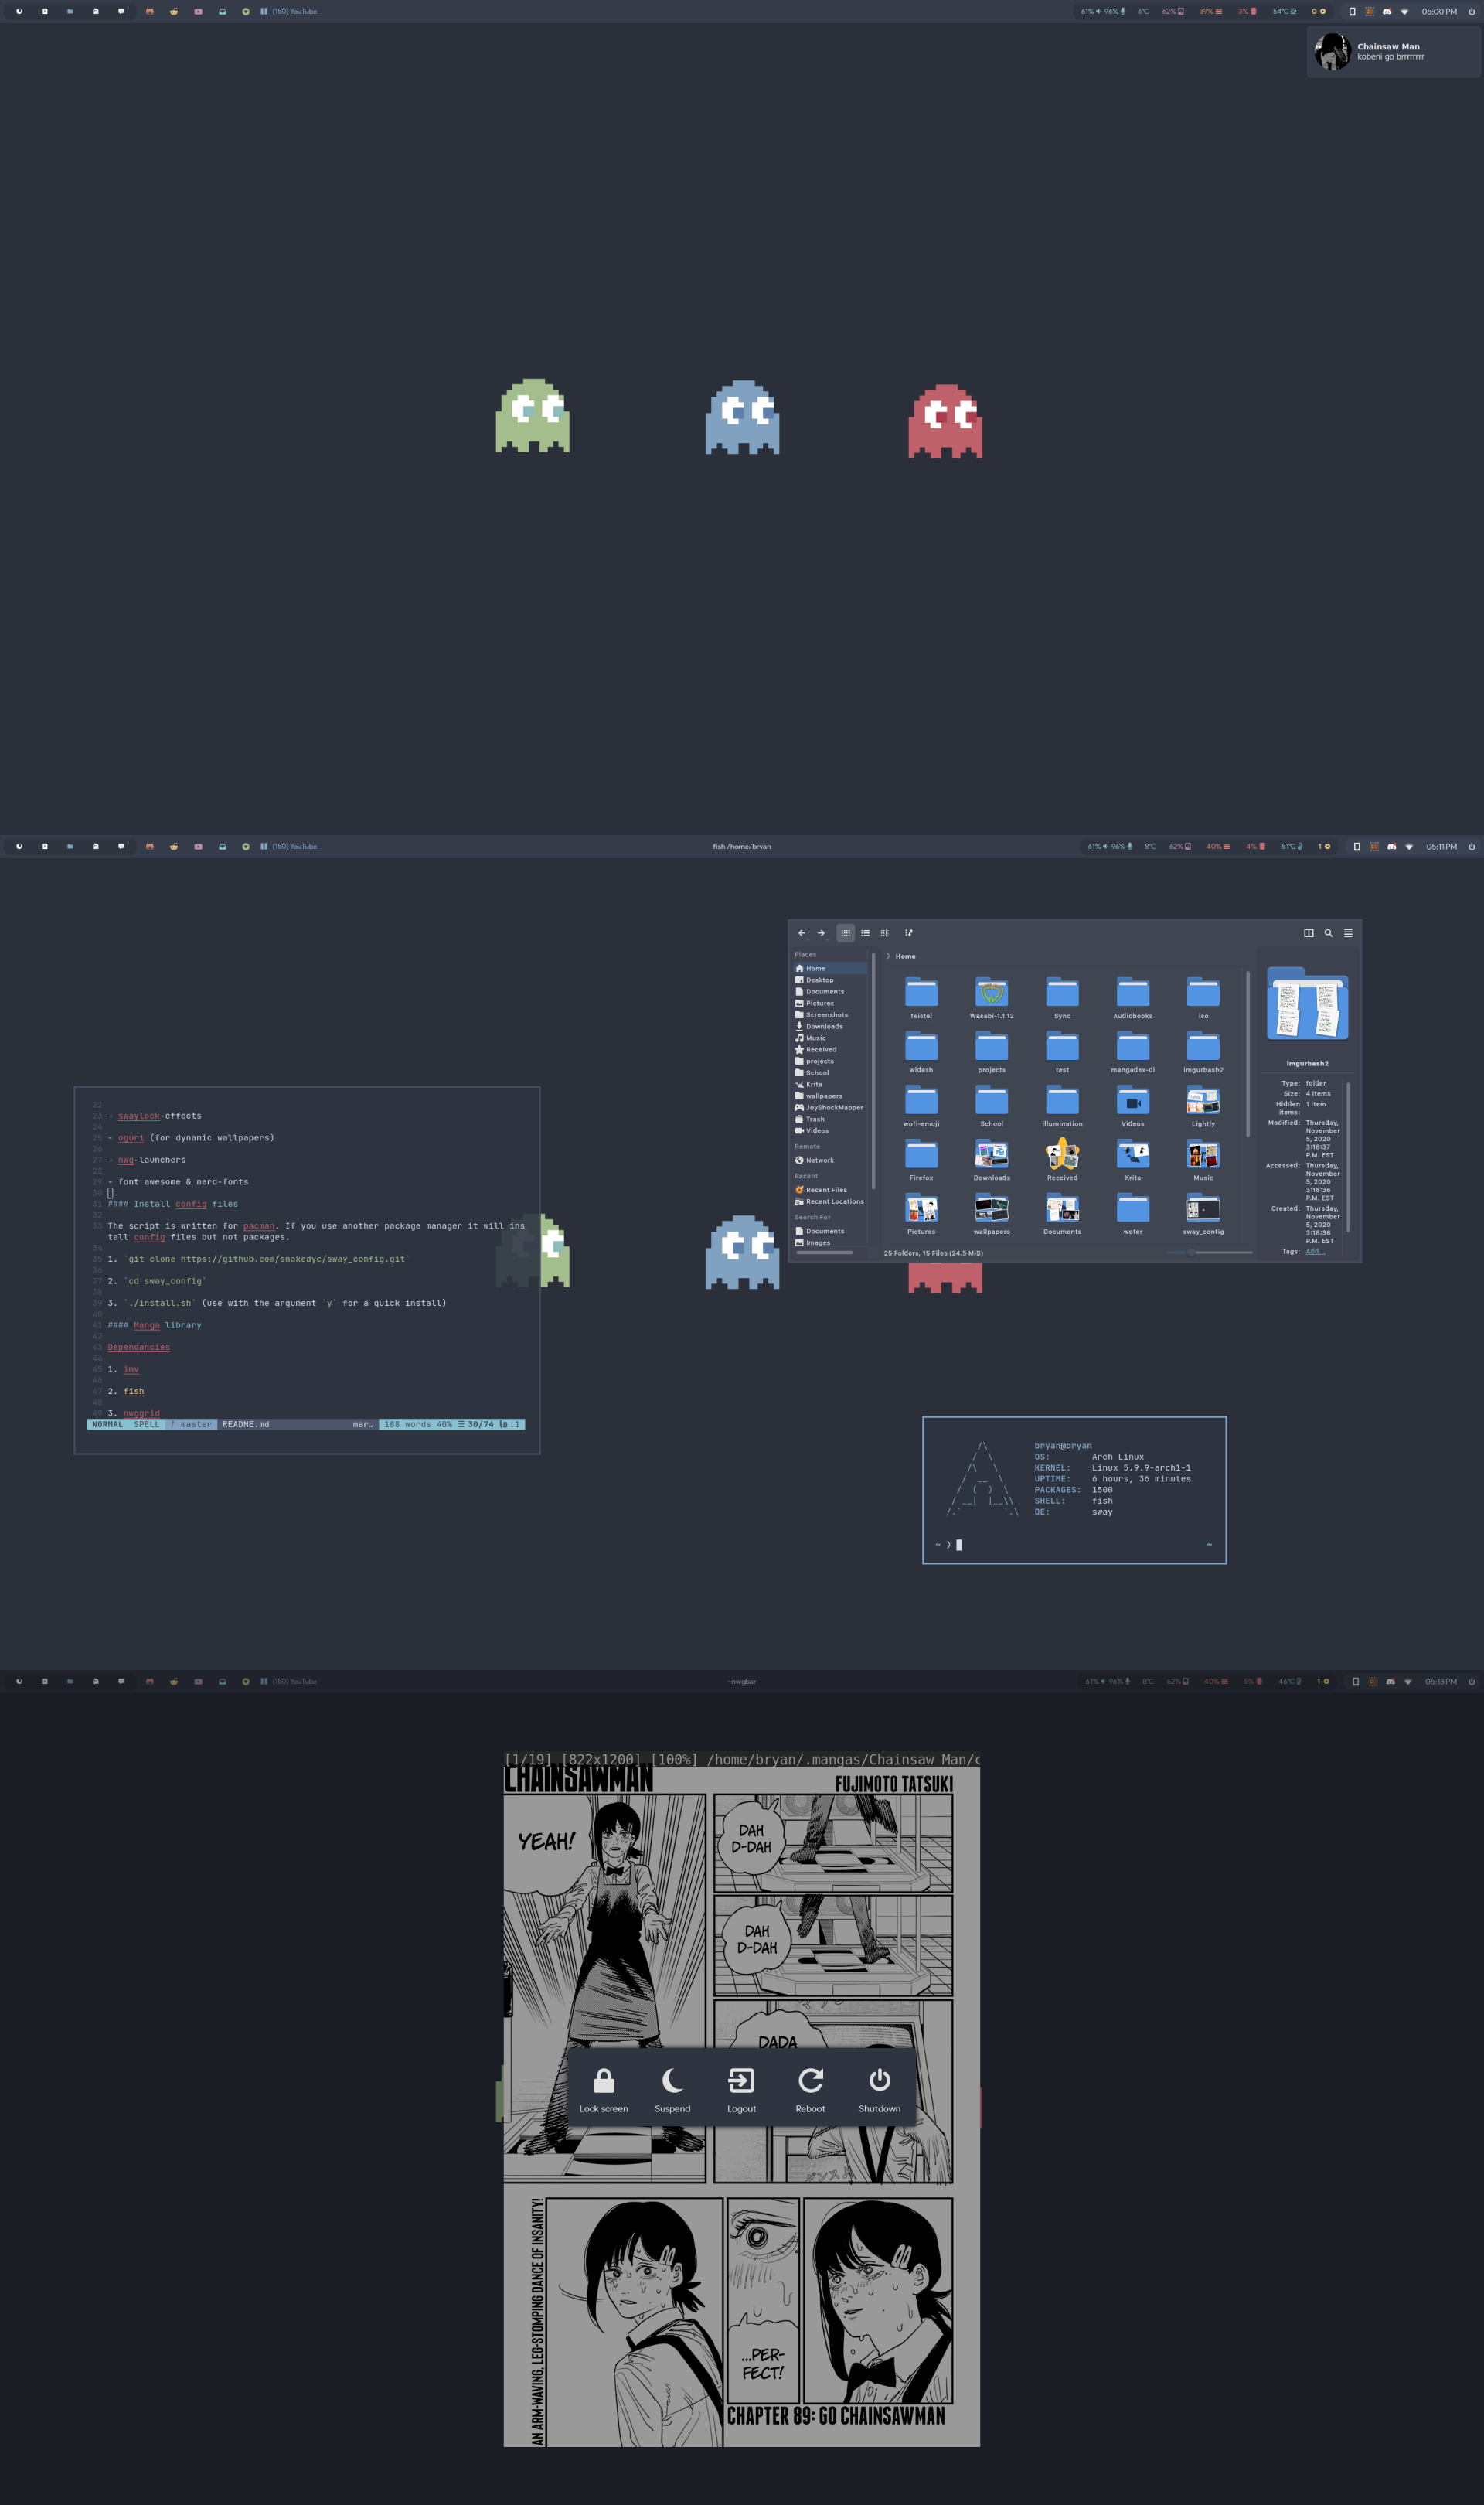 (150) YouTube
61% 96% 6°C 62% 39% 3% 54°C 0 05:00 PM
Chainsaw Man
kobeni go brrrrrrrr
(150) YouTube
fish /home/bryan
61% 96% 8°C 62% 40% 4% 51°C 1 05:11 PM
Places
Home
Desktop
Documents
Pictures
Screenshots
Downloads
Music
Received
projects
School
Krita
wallpapers
JoyShockMapper
Trash
Videos
Remote
Network
Recent
Recent Files
Recent Locations
Search For
Documents
Images
> Home
feistel Wasabi-1.1.12 Sync Audiobooks iso
wldash projects test mangadex-dl imgurbash2
wofi-emoji School illumination Videos Lightly
Firefox Downloads Received Krita Music
Pictures wallpapers Documents wofer sway_config
25 Folders, 15 Files (24.5 MiB)
imgurbash2
Type: folder
Size: 4 items
Hidden items: 1 item
Modified: Thursday, November 5, 2020 3:18:37 P.M. EST
Accessed: Thursday, November 5, 2020 3:18:36 P.M. EST
Created: Thursday, November 5, 2020 3:18:36 P.M. EST
Tags: Add...
22
23 - swaylock-effects
24
25 - oguri (for dynamic wallpapers)
26
27 - nwg-launchers
28
29 - font awesome & nerd-fonts
30
31 #### Install config files
32
33 The script is written for pacman. If you use another package manager it will ins
tall config files but not packages.
34
35 1. `git clone https://github.com/snakedye/sway_config.git`
36
37 2. `cd sway_config`
38
39 3. `./install.sh` (use with the argument `y` for a quick install)
40
41 #### Manga library
42
43 Dependancies
44
45 1. imv
46
47 2. fish
48
49 3. nwggrid
NORMAL SPELL master README.md mar… 188 words 40% 30/74 :1
bryan@bryan
OS: Arch Linux
KERNEL: Linux 5.9.9-arch1-1
UPTIME: 6 hours, 36 minutes
PACKAGES: 1500
SHELL: fish
DE: sway
~ ❯ ~
(150) YouTube
~nwgbar
61% 96% 8°C 62% 40% 5% 46°C 1 05:13 PM
[1/19] [822x1200] [100%] /home/bryan/.mangas/Chainsaw Man/c
CHAINSAWMAN
FUJIMOTO TATSUKI
YEAH!
DAH
D-DAH
DAH
D-DAH
DADA
Lock screen
Suspend
Logout
Reboot
Shutdown
AN ARM-WAVING, LEG-STOMPING DANCE OF INSANITY!
...PER-
FECT!
CHAPTER 89: GO CHAINSAWMAN